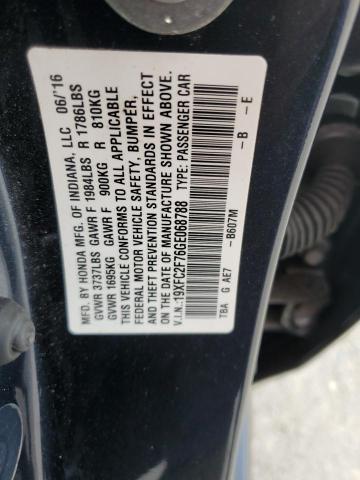 MFD. BY HONDA MFG. OF INDIANA, LLC 06/'16
GVWR 3737LBS GAWR F 1984LBS R 1786LBS
GVWR 1695KG GAWR F 900KG R 810KG
THIS VEHICLE CONFORMS TO ALL APPLICABLE
FEDERAL MOTOR VEHICLE SAFETY, BUMPER,
AND THEFT PREVENTION STANDARDS IN EFFECT
ON THE DATE OF MANUFACTURE SHOWN ABOVE.
V.I.N.:19XFC2F76GE068788 TYPE: PASSENGER CAR
TBA G AE7 -B607M -B -E